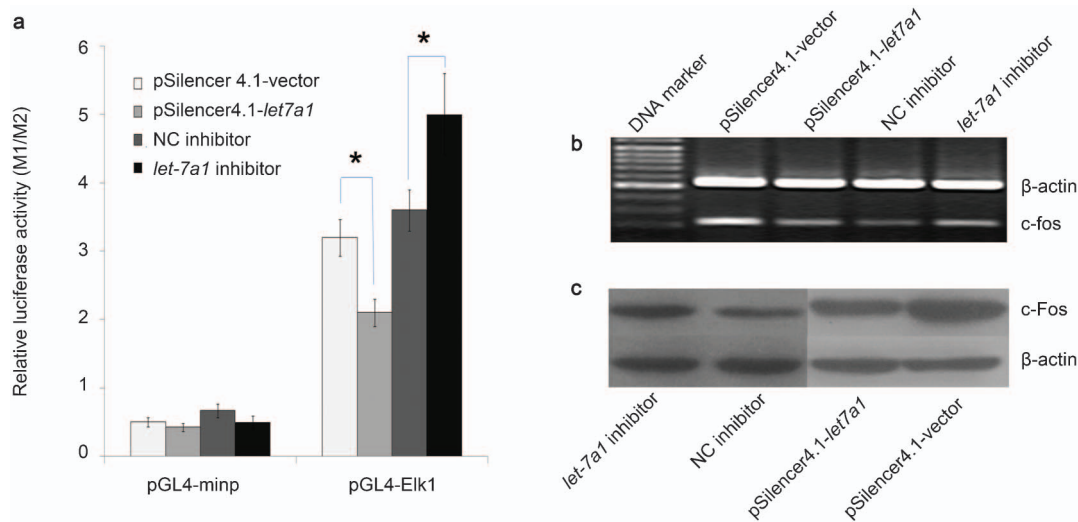 a
Relative luciferase activity (M1/M2)
6
5
4
3
2
1
0
pSilencer 4.1-vector
pSilencer4.1-let7a1
NC inhibitor
let-7a1 inhibitor
*
*
pGL4-minp
pGL4-Elk1
b
DNA marker
pSilencer4.1-vector
pSilencer4.1-let7a1
NC inhibitor
let-7a1 inhibitor
β-actin
c-fos
c
c-Fos
β-actin
let-7a1 inhibitor
NC inhibitor
pSilencer4.1-let7a1
pSilencer4.1-vector